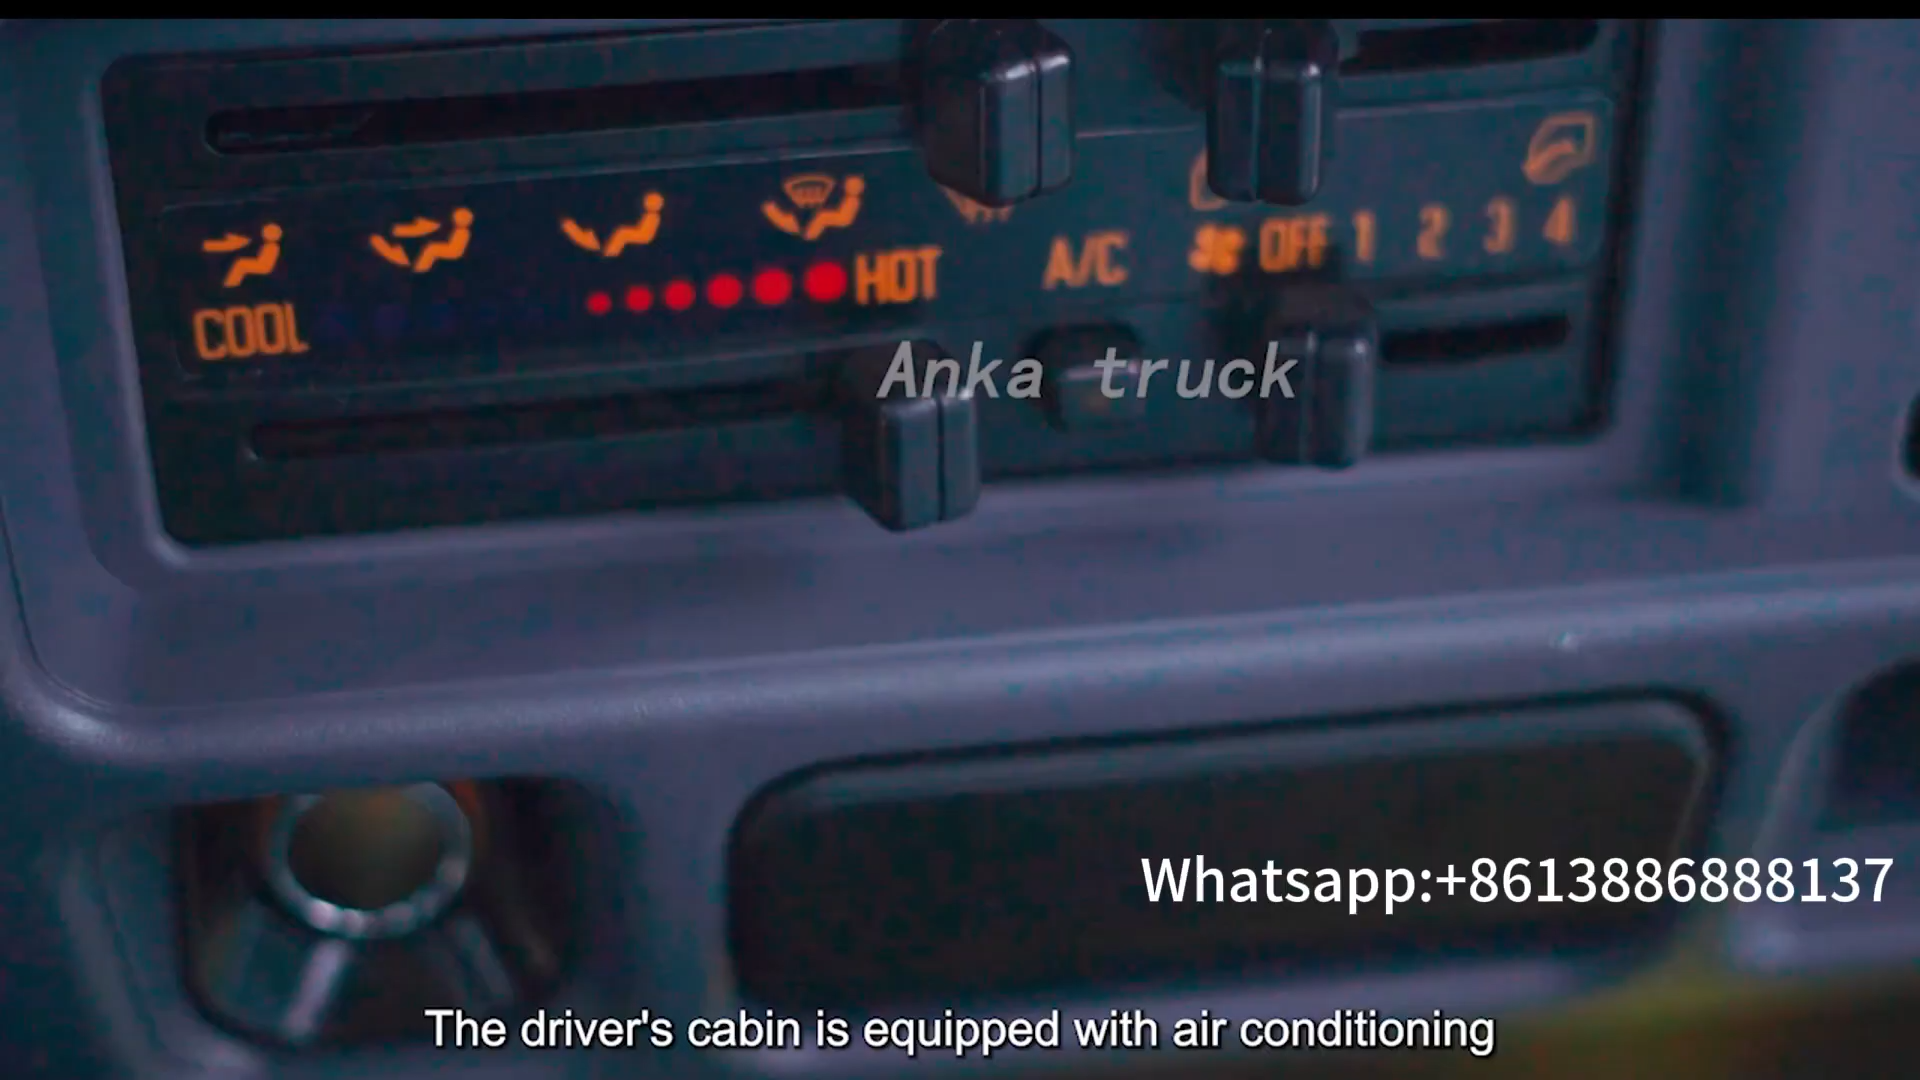 COOL
HOT
A/C
OFF 1 2 3 4
Anka truck
Whatsapp:+8613886888137
The driver's cabin is equipped with air conditioning